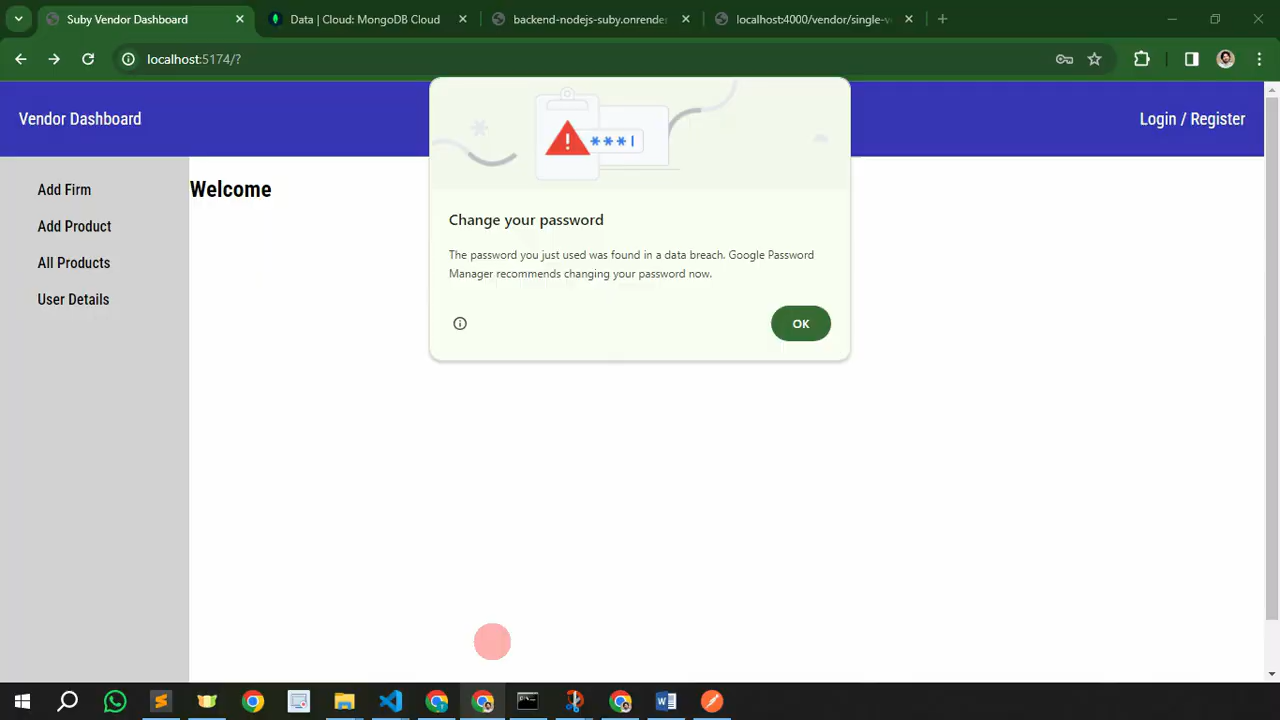 Suby Vendor Dashboard
Data | Cloud: MongoDB Cloud
backend-nodejs-suby.onrende
localhost:4000/vendor/single-v
localhost:5174/?
Vendor Dashboard
Login / Register
Add Firm
Add Product
All Products
User Details
Welcome
***|
Change your password
The password you just used was found in a data breach. Google Password
Manager recommends changing your password now.
OK